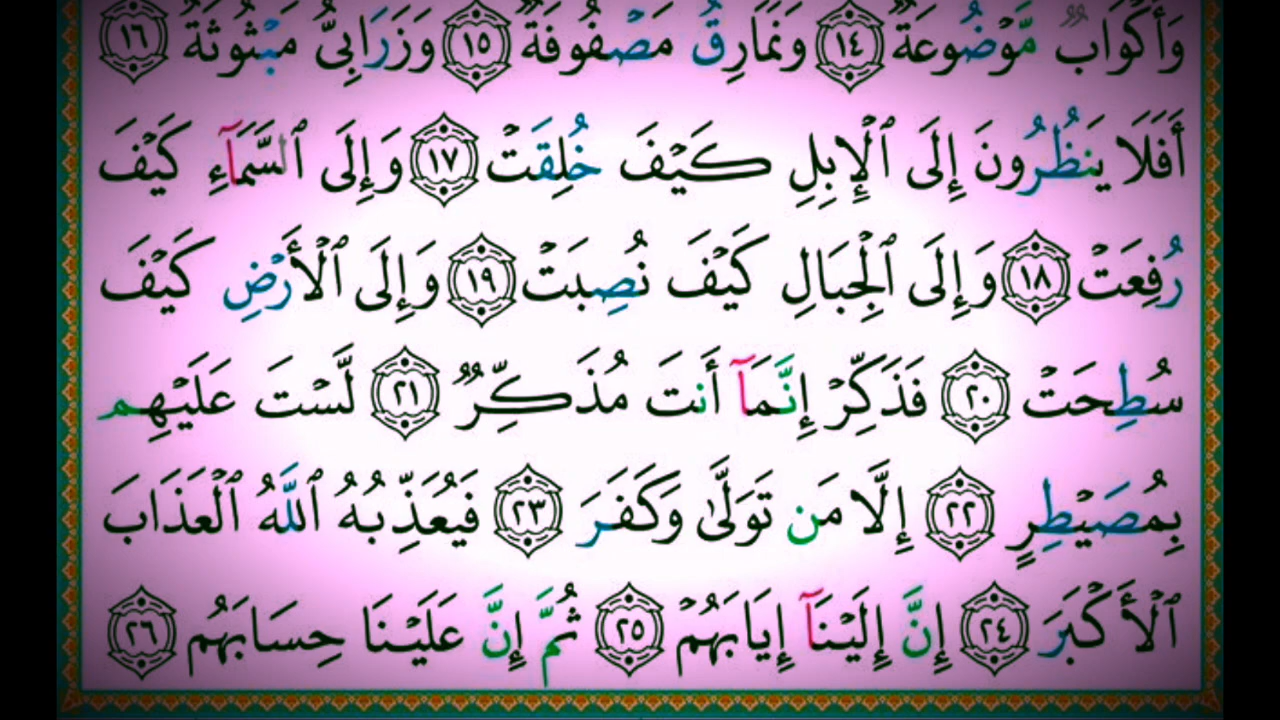 وَأَكْوَابٌ مَّوْضُوعَةٌ ١٤ وَنَمَارِقُ مَصْفُوفَةٌ ١٥ وَزَرَابِىُّ مَبْثُوثَةٌ ١٦
أَفَلَا يَنظُرُونَ إِلَى ٱلْإِبِلِ كَيْفَ خُلِقَتْ ١٧ وَإِلَى ٱلسَّمَآءِ كَيْفَ
رُفِعَتْ ١٨ وَإِلَى ٱلْجِبَالِ كَيْفَ نُصِبَتْ ١٩ وَإِلَى ٱلْأَرْضِ كَيْفَ
سُطِحَتْ ٢٠ فَذَكِّرْ إِنَّمَآ أَنتَ مُذَكِّرٌ ٢١ لَّسْتَ عَلَيْهِم
بِمُصَيْطِرٍ ٢٢ إِلَّا مَن تَوَلَّىٰ وَكَفَرَ ٢٣ فَيُعَذِّبُهُ ٱللَّهُ ٱلْعَذَابَ
ٱلْأَكْبَرَ ٢٤ إِنَّ إِلَيْنَآ إِيَابَهُمْ ٢٥ ثُمَّ إِنَّ عَلَيْنَا حِسَابَهُم ٢٦